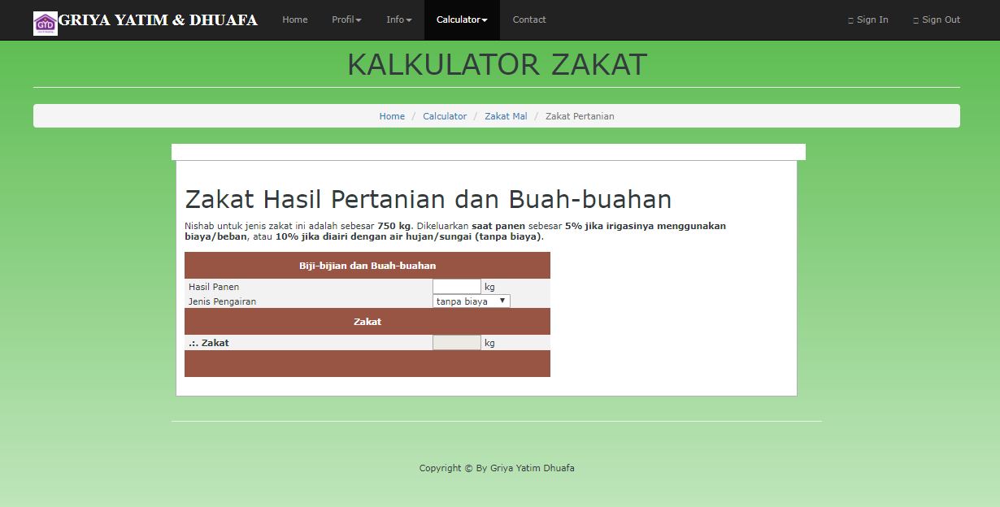 GTD GRIYA YATIM & DHUAFA Home Profil Info Calculator Contact Sign In Sign Out
KALKULATOR ZAKAT
Home / Calculator / Zakat Mal / Zakat Pertanian
Zakat Hasil Pertanian dan Buah-buahan
Nishab untuk jenis zakat ini adalah sebesar 750 kg. Dikeluarkan saat panen sebesar 5% jika irigasinya menggunakan
biaya/beban, atau 10% jika diairi dengan air hujan/sungai (tanpa biaya).
Biji-bijian dan Buah-buahan
Hasil Panen kg
Jenis Pengairan tanpa biaya
Zakat
.:. Zakat kg
Copyright © By Griya Yatim Dhuafa